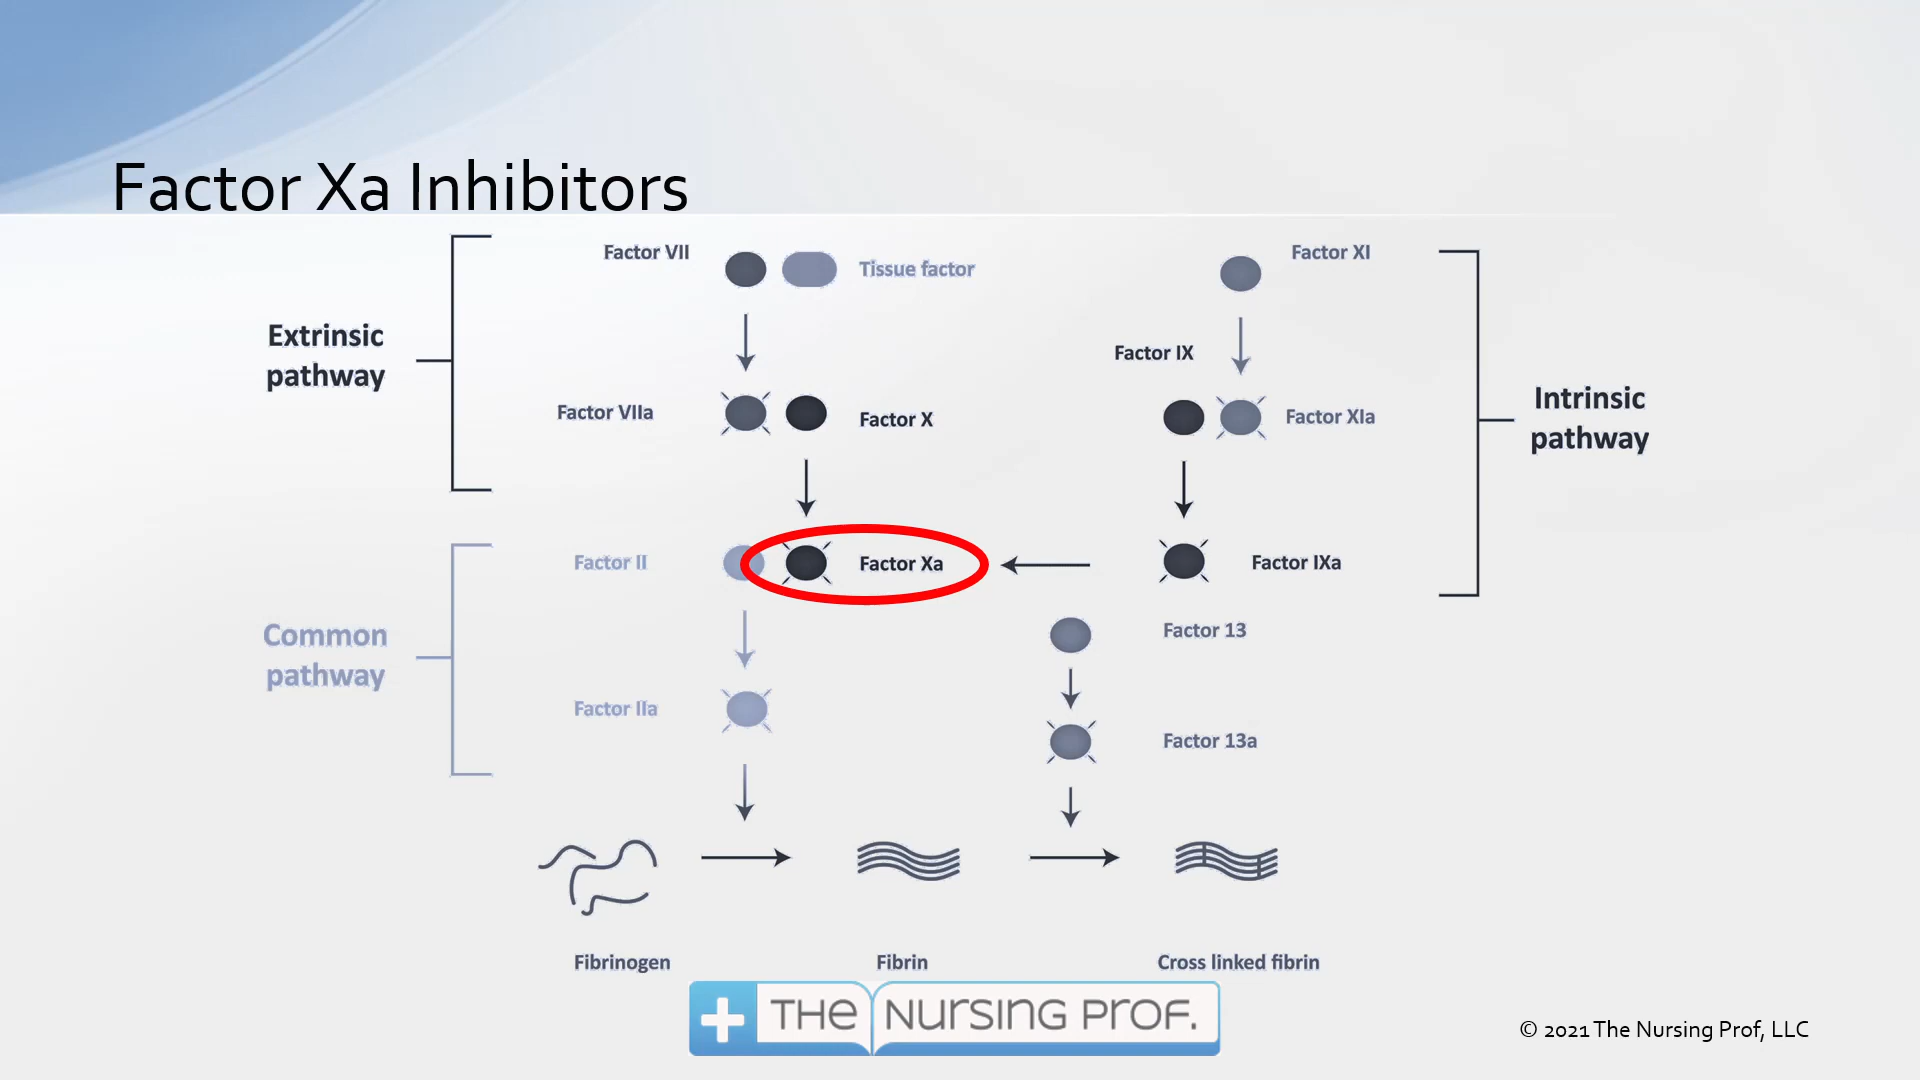 Factor Xa Inhibitors
Factor VII
Tissue factor
Factor XI
Extrinsic
pathway
Factor IX
Factor VIIa
Factor X
Factor XIa
Intrinsic
pathway
Factor II
Factor Xa
Factor IXa
Common
pathway
Factor 13
Factor IIa
Factor 13a
Fibrinogen
Fibrin
Cross linked fibrin
THE NURSING PROF.
© 2021 The Nursing Prof, LLC